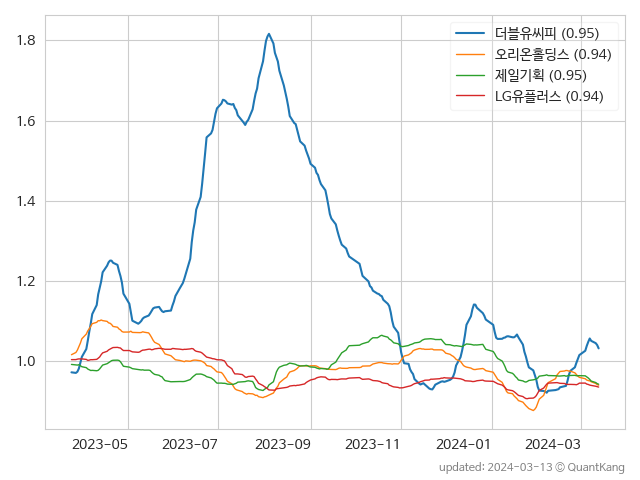 더블유씨피 (0.95)
오리온홀딩스 (0.94)
제일기획 (0.95)
LG유플러스 (0.94)
1.8
1.6
1.4
1.2
1.0
2023-05 2023-07 2023-09 2023-11 2024-01 2024-03
updated: 2024-03-13 © QuantKang